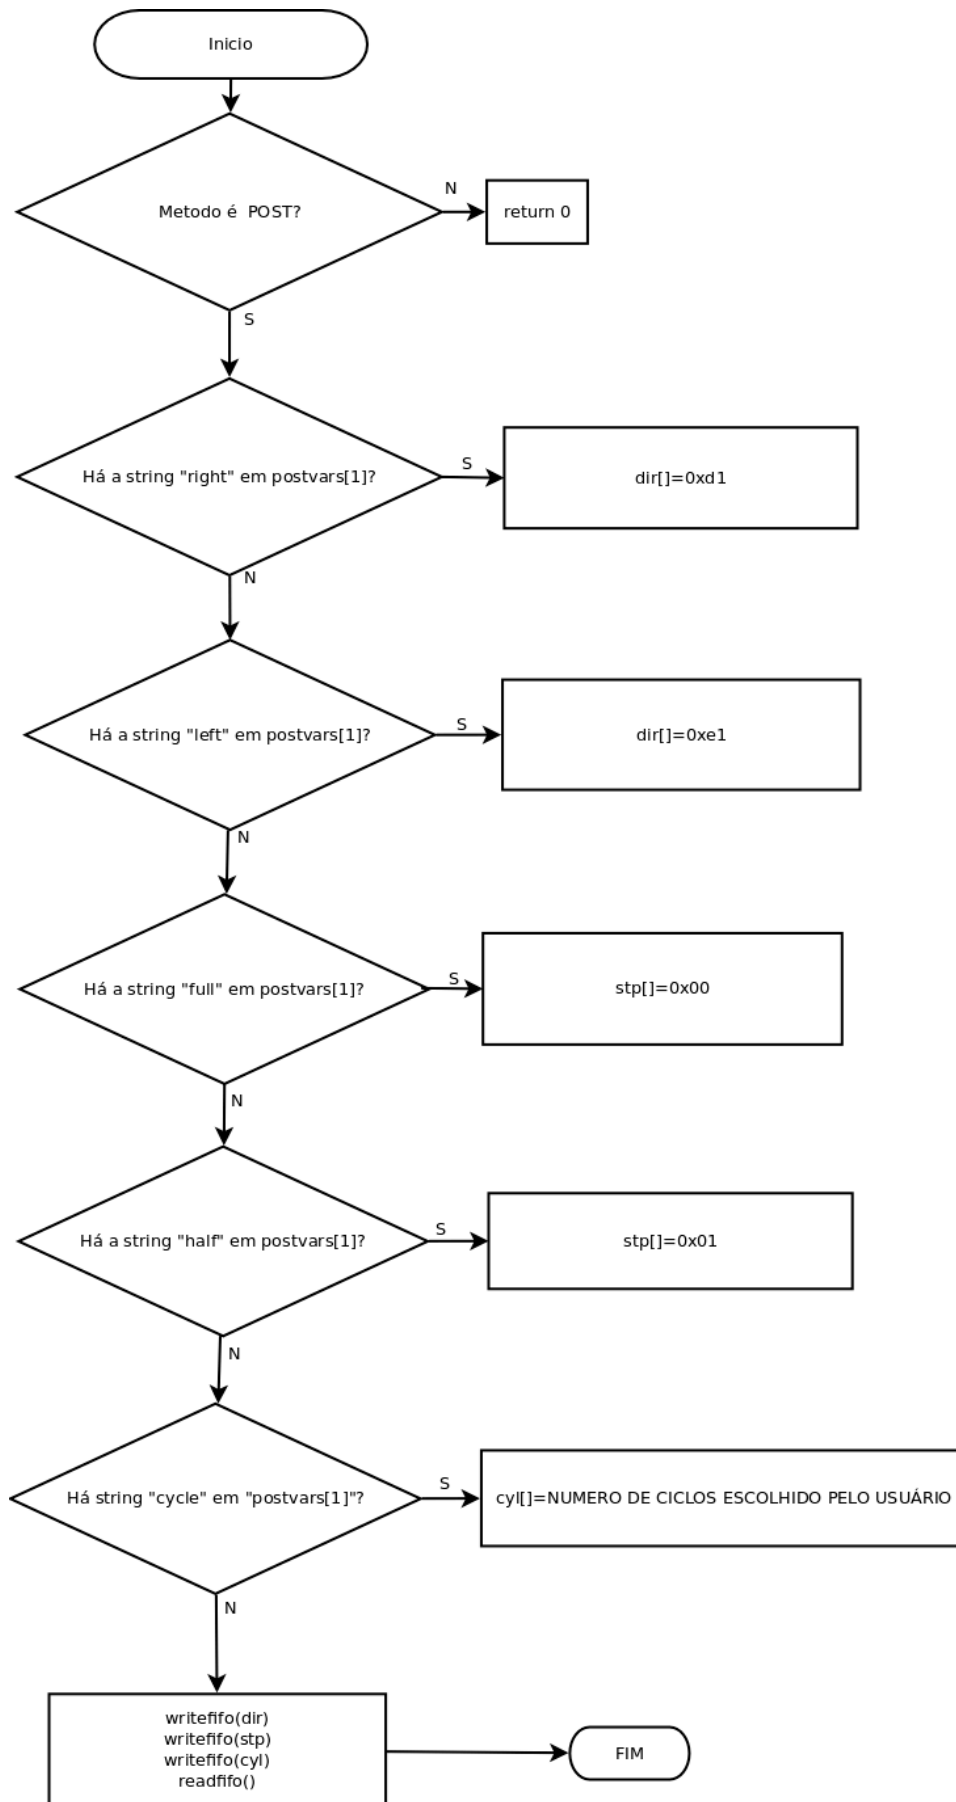 Inicio
Metodo é  POST?
N
return 0
S
Há a string "right" em postvars[1]?
S
dir[]=0xd1
N
Há a string "left" em postvars[1]?
S
dir[]=0xe1
N
Há a string "full" em postvars[1]?
S
stp[]=0x00
N
Há a string "half" em postvars[1]?
S
stp[]=0x01
N
Há string "cycle" em "postvars[1]"?
S
cyl[]=NUMERO DE CICLOS ESCOLHIDO PELO USUÁRIO
N
writefifo(dir)
writefifo(stp)
writefifo(cyl)
readfifo()
FIM